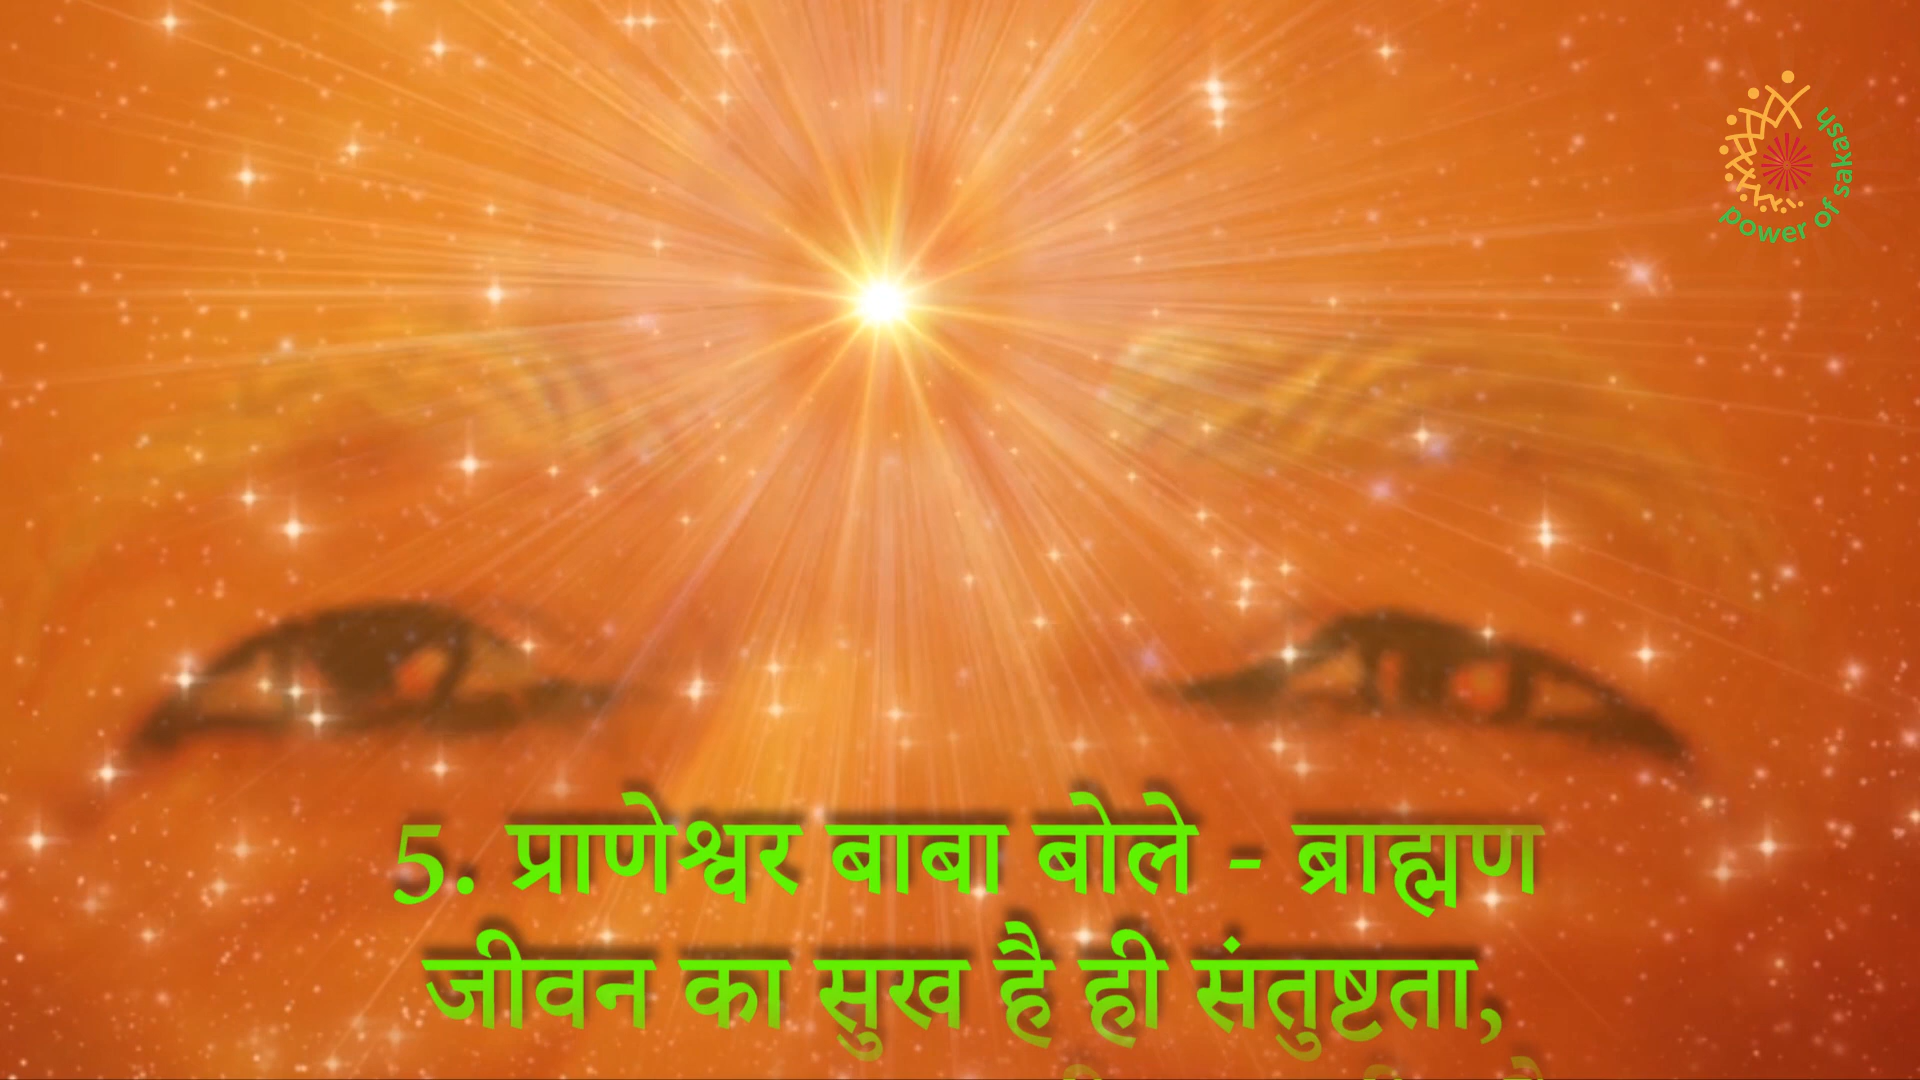 power of sakash
5. प्राणेश्वर बाबा बोले - ब्राह्मण
जीवन का सुख है ही संतुष्टता,